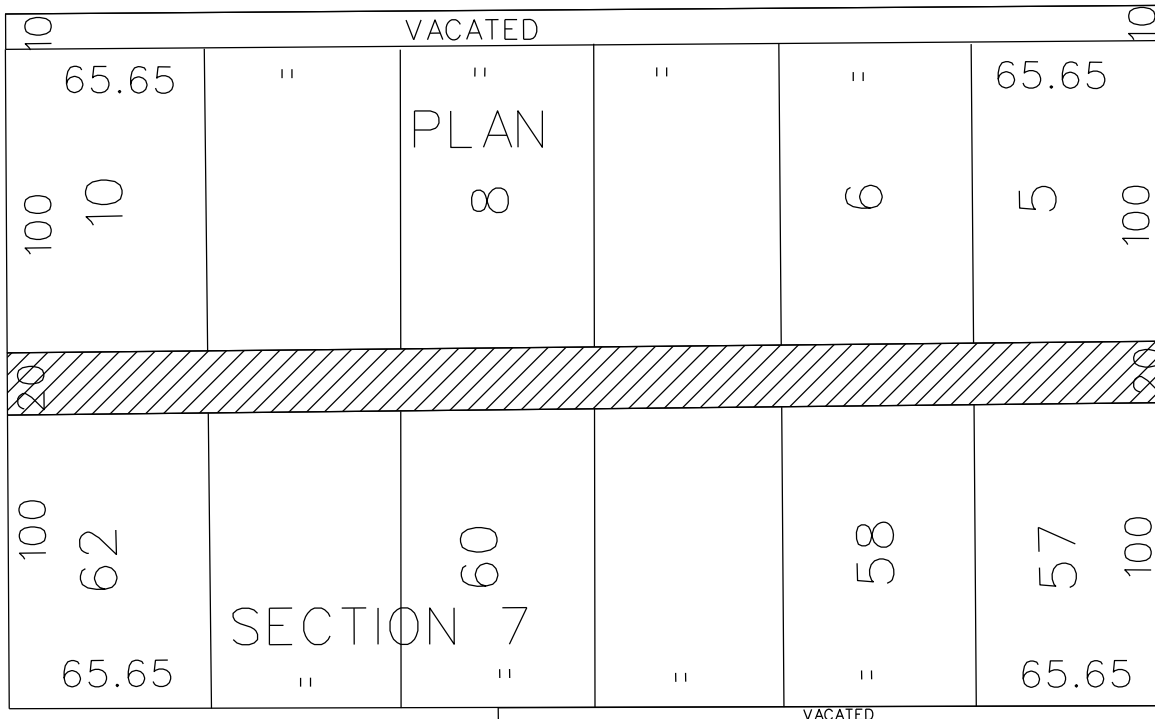 10 VACATED 10
65.65 " " " " 65.65
PLAN
100 10 8 6 5 100
20 20
100 62 60 58 57 100
SECTION 7
65.65 " " " " 65.65
VACATED